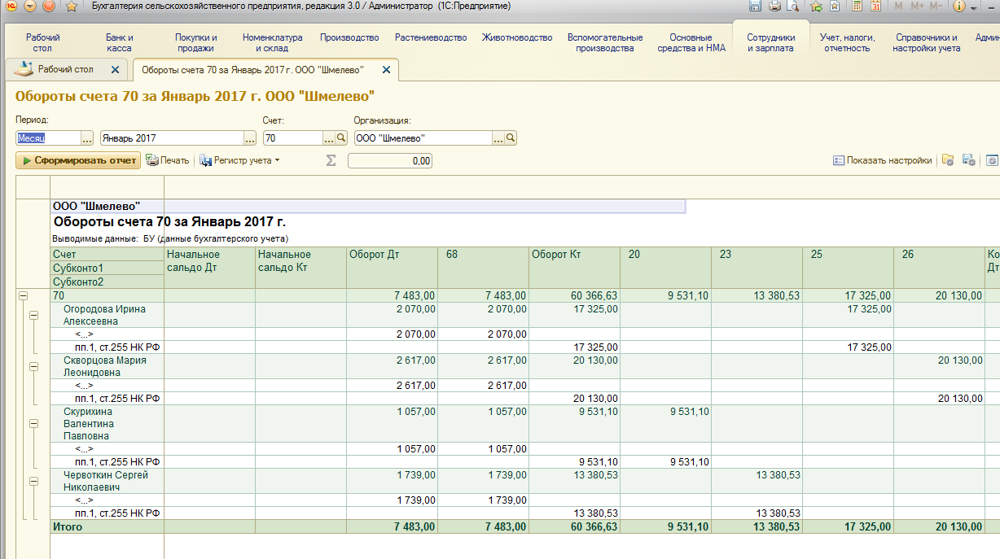 Бухгалтерия сельскохозяйственного предприятия, редакция 3.0 / Администратор (1С:Предприятие)
M M+ M-
Рабочий стол
Банк и касса
Покупки и продажи
Номенклатура и склад
Производство
Растениеводство
Животноводство
Вспомогательные производства
Основные средства и НМА
Сотрудники и зарплата
Учет, налоги, отчетность
Справочники и настройки учета
Рабочий стол
Обороты счета 70 за Январь 2017 г. ООО "Шмелево"
Обороты счета 70 за Январь 2017 г. ООО "Шмелево"
Период: Счет: Организация:
Месяц ... Январь 2017 ... 70 ... ООО "Шмелево" ...
Сформировать отчет Печать Регистр учета Σ 0,00 Показать настройки
ООО "Шмелево"
Обороты счета 70 за Январь 2017 г.
Выводимые данные: БУ (данные бухгалтерского учета)
Счет Начальное Начальное Оборот Дт 68 Оборот Кт 20 23 25 26 Ко
Субконто1 сальдо Дт сальдо Кт Дт
Субконто2
70 7 483,00 7 483,00 60 366,63 9 531,10 13 380,53 17 325,00 20 130,00
Огородова Ирина 2 070,00 2 070,00 17 325,00 17 325,00
Алексеевна
<...> 2 070,00 2 070,00
пп.1, ст.255 НК РФ 17 325,00 17 325,00
Скворцова Мария 2 617,00 2 617,00 20 130,00 20 130,00
Леонидовна
<...> 2 617,00 2 617,00
пп.1, ст.255 НК РФ 20 130,00 20 130,00
Скурихина 1 057,00 1 057,00 9 531,10 9 531,10
Валентина
Павловна
<...> 1 057,00 1 057,00
пп.1, ст.255 НК РФ 9 531,10 9 531,10
Червоткин Сергей 1 739,00 1 739,00 13 380,53 13 380,53
Николаевич
<...> 1 739,00 1 739,00
пп.1, ст.255 НК РФ 13 380,53 13 380,53
Итого 7 483,00 7 483,00 60 366,63 9 531,10 13 380,53 17 325,00 20 130,00